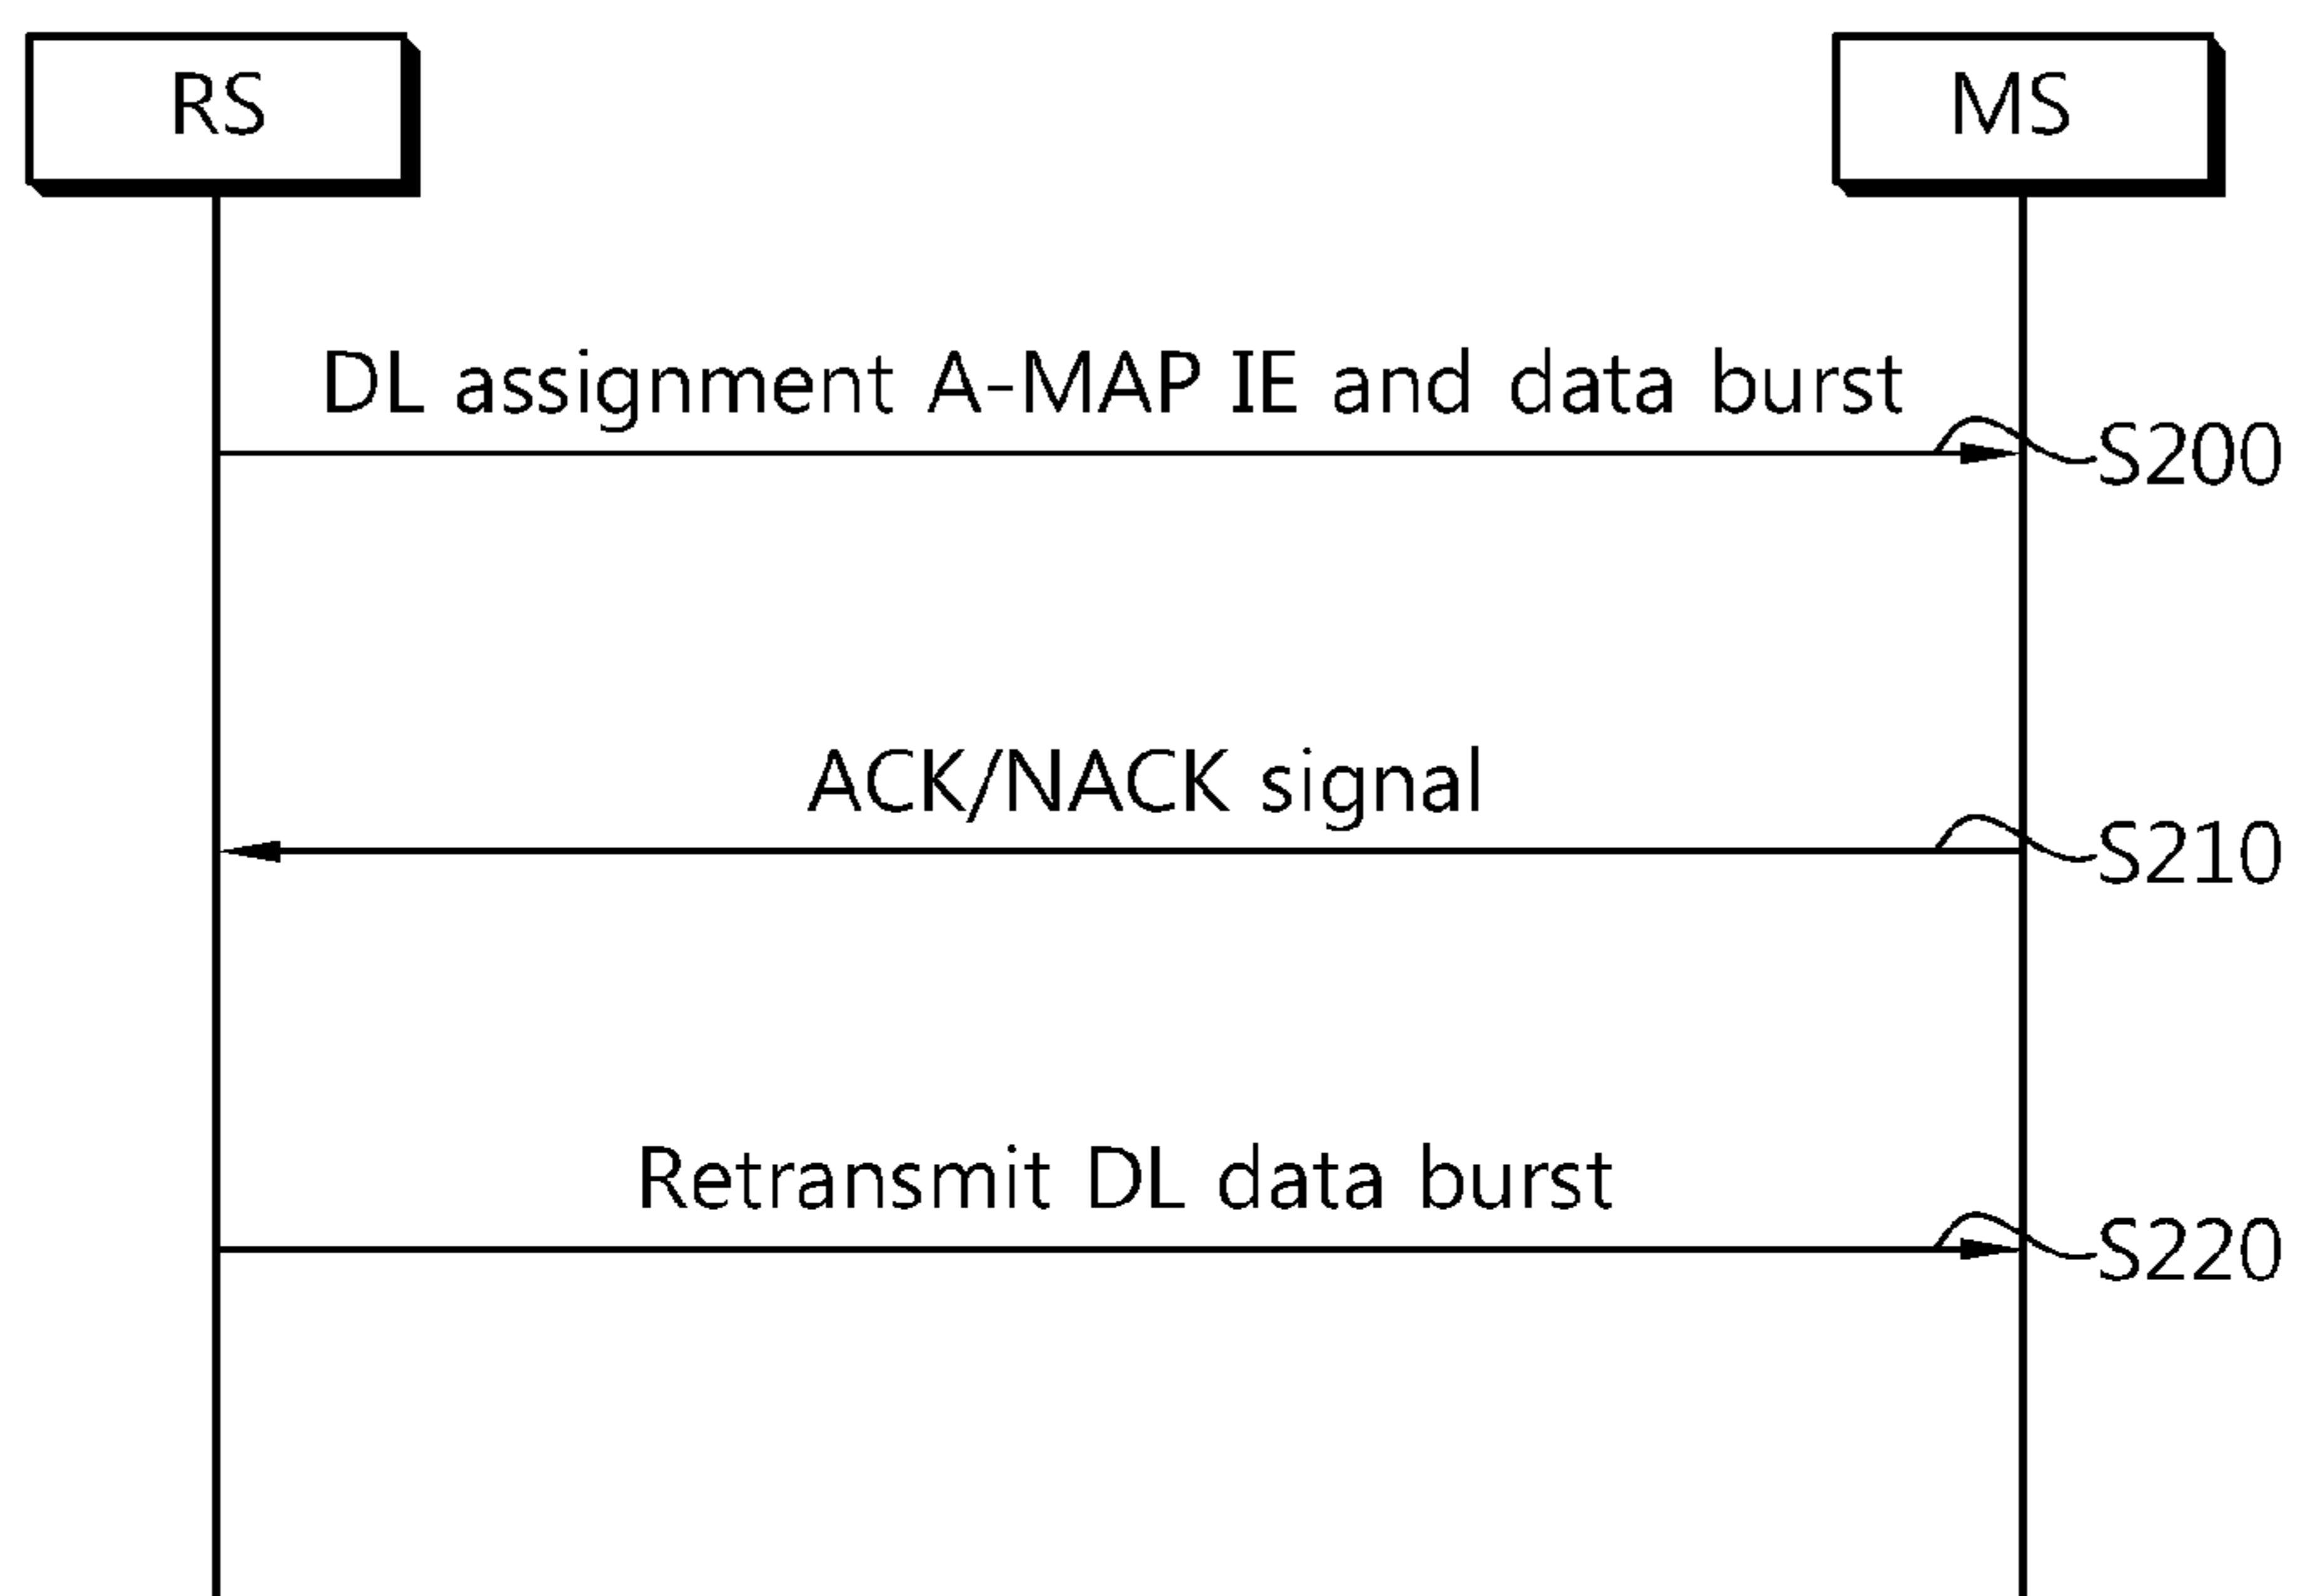 RS
MS
DL assignment A-MAP IE and data burst
S200
ACK/NACK signal
S210
Retransmit DL data burst
S220